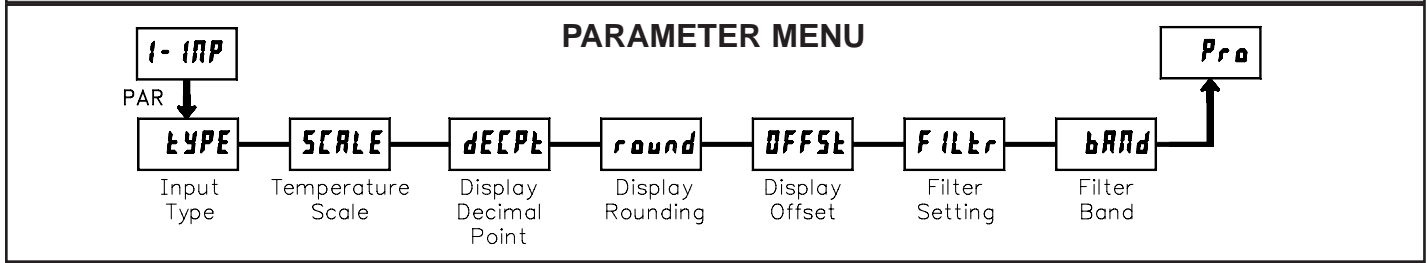 PARAMETER MENU
1-INP
Pro
PAR
tYPE
SCALE
dECPt
round
OFFSt
FILtr
bANd
Input
Type
Temperature
Scale
Display
Decimal
Point
Display
Rounding
Display
Offset
Filter
Setting
Filter
Band